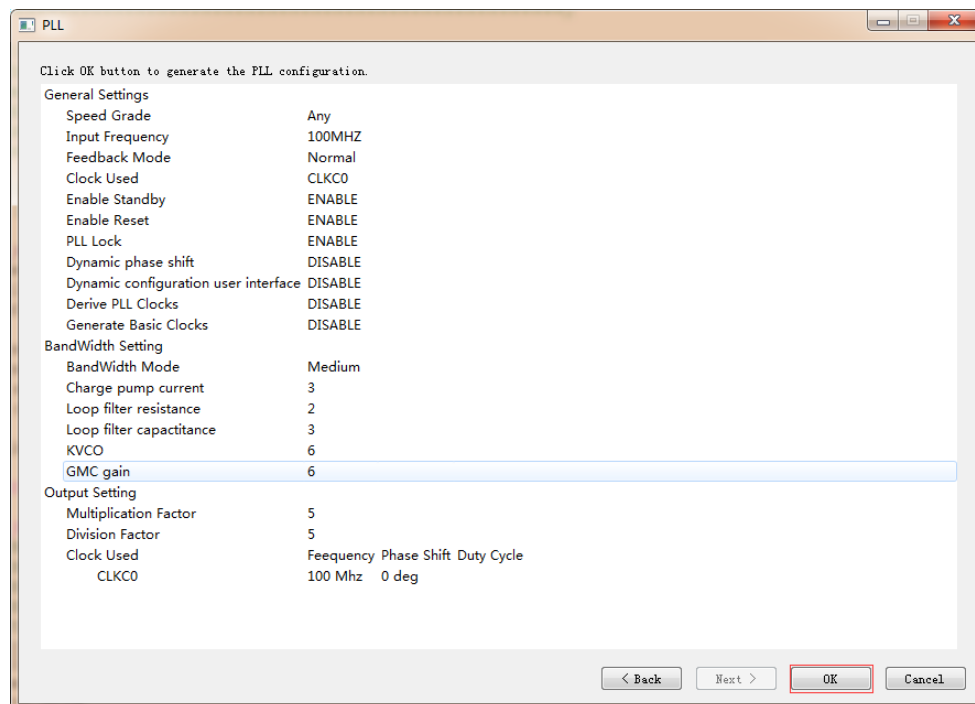 PLL
Click OK button to generate the PLL configuration.
General Settings
Speed Grade Any
Input Frequency 100MHZ
Feedback Mode Normal
Clock Used CLKC0
Enable Standby ENABLE
Enable Reset ENABLE
PLL Lock ENABLE
Dynamic phase shift DISABLE
Dynamic configuration user interface DISABLE
Derive PLL Clocks DISABLE
Generate Basic Clocks DISABLE
BandWidth Setting
BandWidth Mode Medium
Charge pump current 3
Loop filter resistance 2
Loop filter capactitance 3
KVCO 6
GMC gain 6
Output Setting
Multiplication Factor 5
Division Factor 5
Clock Used Feequency Phase Shift Duty Cycle
CLKC0 100 Mhz 0 deg
< Back Next > OK Cancel